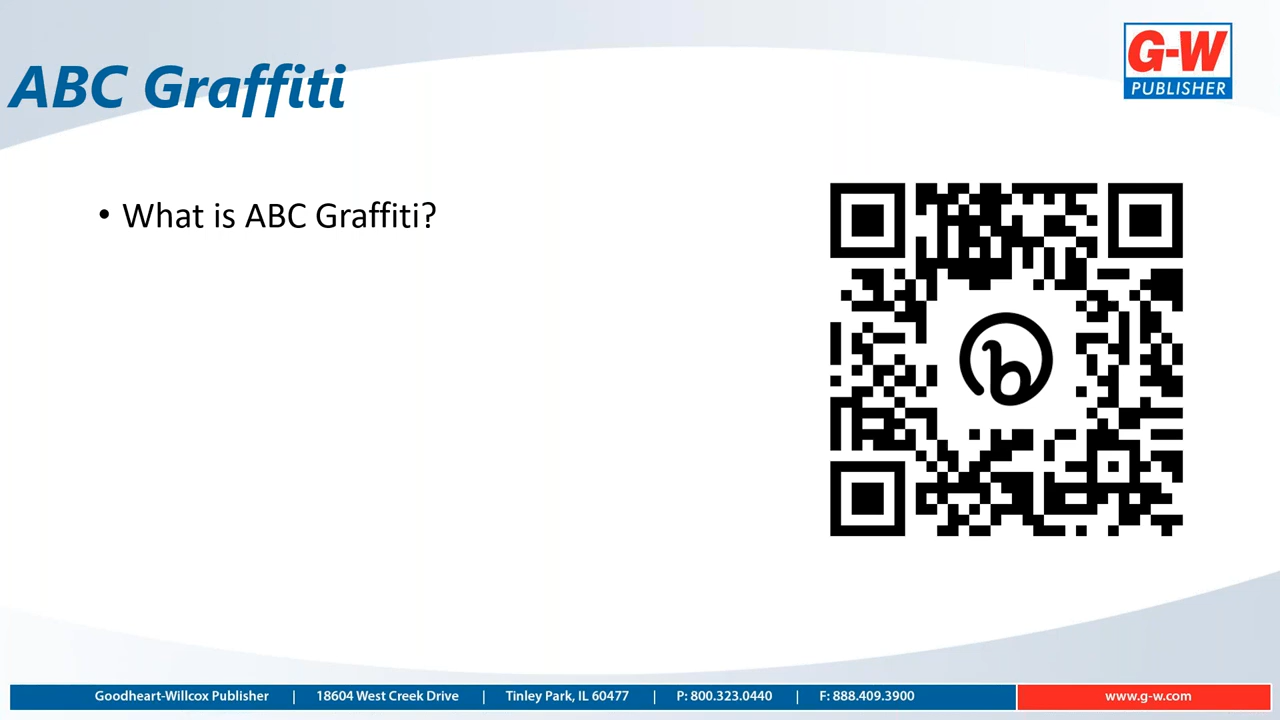 ABC Graffiti
G-W
PUBLISHER
• What is ABC Graffiti?
b
Goodheart-Willcox Publisher | 18604 West Creek Drive | Tinley Park, IL 60477 | P: 800.323.0440 | F: 888.409.3900
www.g-w.com